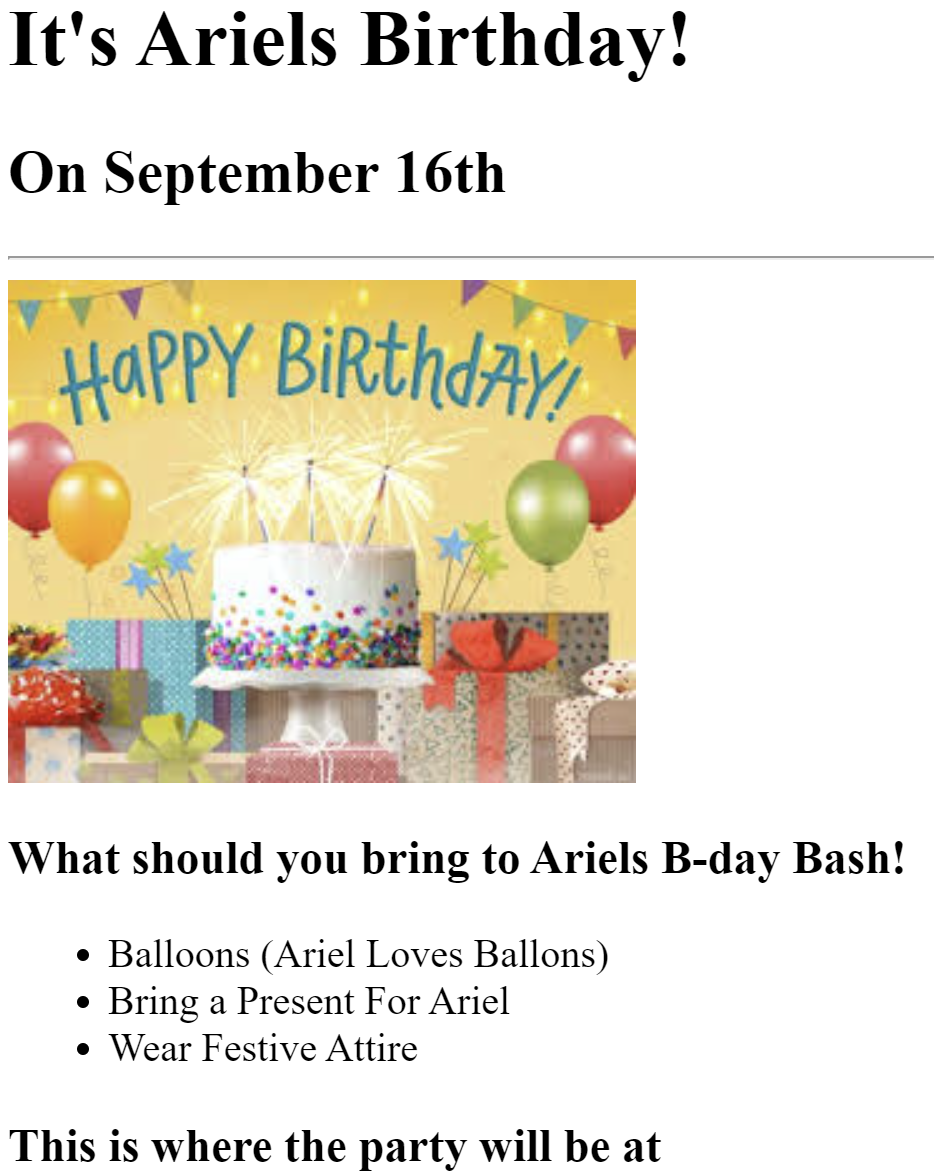 It's Ariels Birthday!
On September 16th
HaPPY BiRthdAY!
What should you bring to Ariels B-day Bash!
Balloons (Ariel Loves Ballons)
Bring a Present For Ariel
Wear Festive Attire
This is where the party will be at